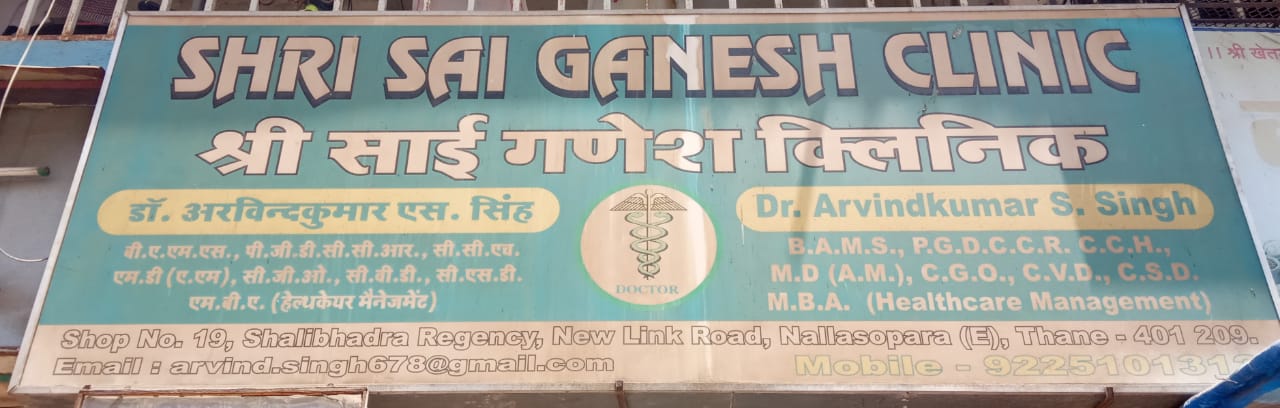 SHRI SAI GANESH CLINIC
श्री साई गणेश क्लिनिक
डॉ. अरविन्दकुमार एस. सिंह
बी.ए.एम.एस., पी.जी.डी.सी.सी.आर., सी.सी.एच.
एम.डी (ए.एम), सी.जी.ओ., सी.वी.डी., सी.एस.डी.
एम.बी.ए. (हेल्थकेयर मैनेजमेंट)
DOCTOR
Dr. Arvindkumar S. Singh
B.A.M.S., P.G.D.C.C.R. C.C.H.,
M.D (A.M.), C.G.O., C.V.D., C.S.D.
M.B.A. (Healthcare Management)
Shop No. 19, Shalibhadra Regency, New Link Road, Nallasopara (E), Thane - 401 209.
Email : arvind.singh678@gmail.com
Mobile - 9225101313
।। श्री खेत